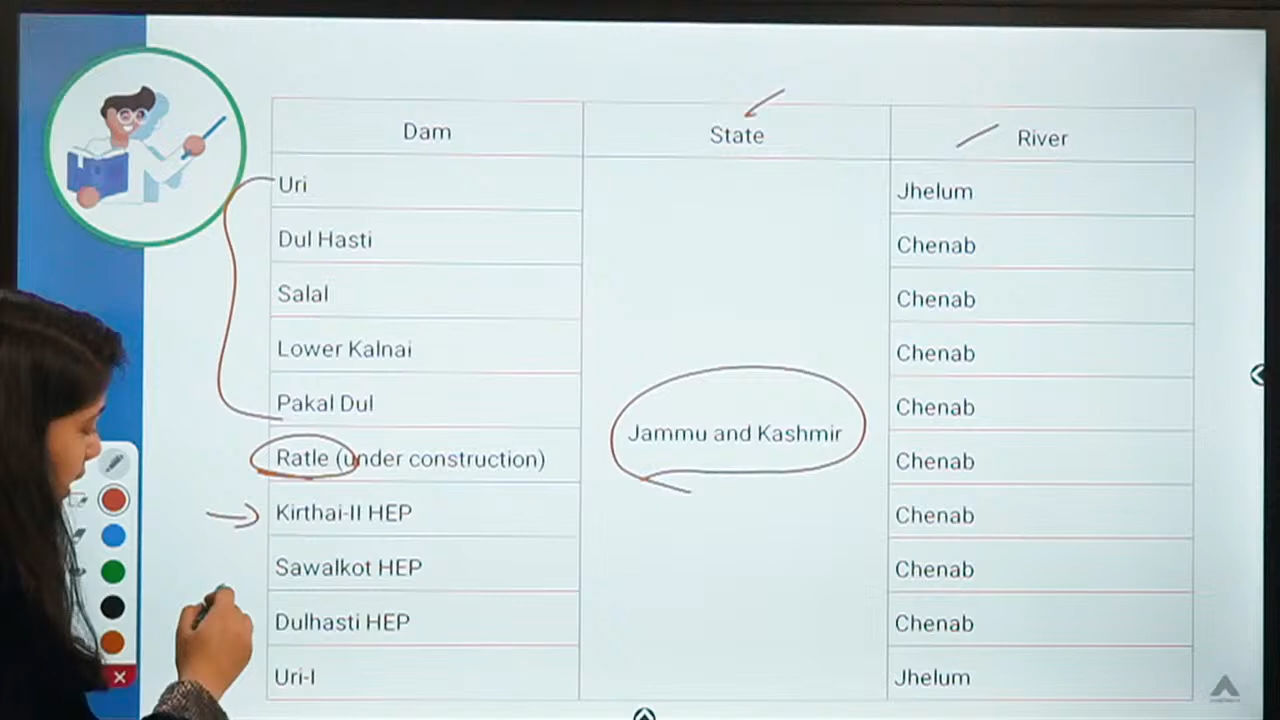 Dam State River
Uri Jhelum
Dul Hasti Chenab
Salal Chenab
Lower Kalnai Chenab
Pakal Dul Chenab
Jammu and Kashmir
Ratle (under construction) Chenab
Kirthai-II HEP Chenab
Sawalkot HEP Chenab
Dulhasti HEP Chenab
Uri-I Jhelum